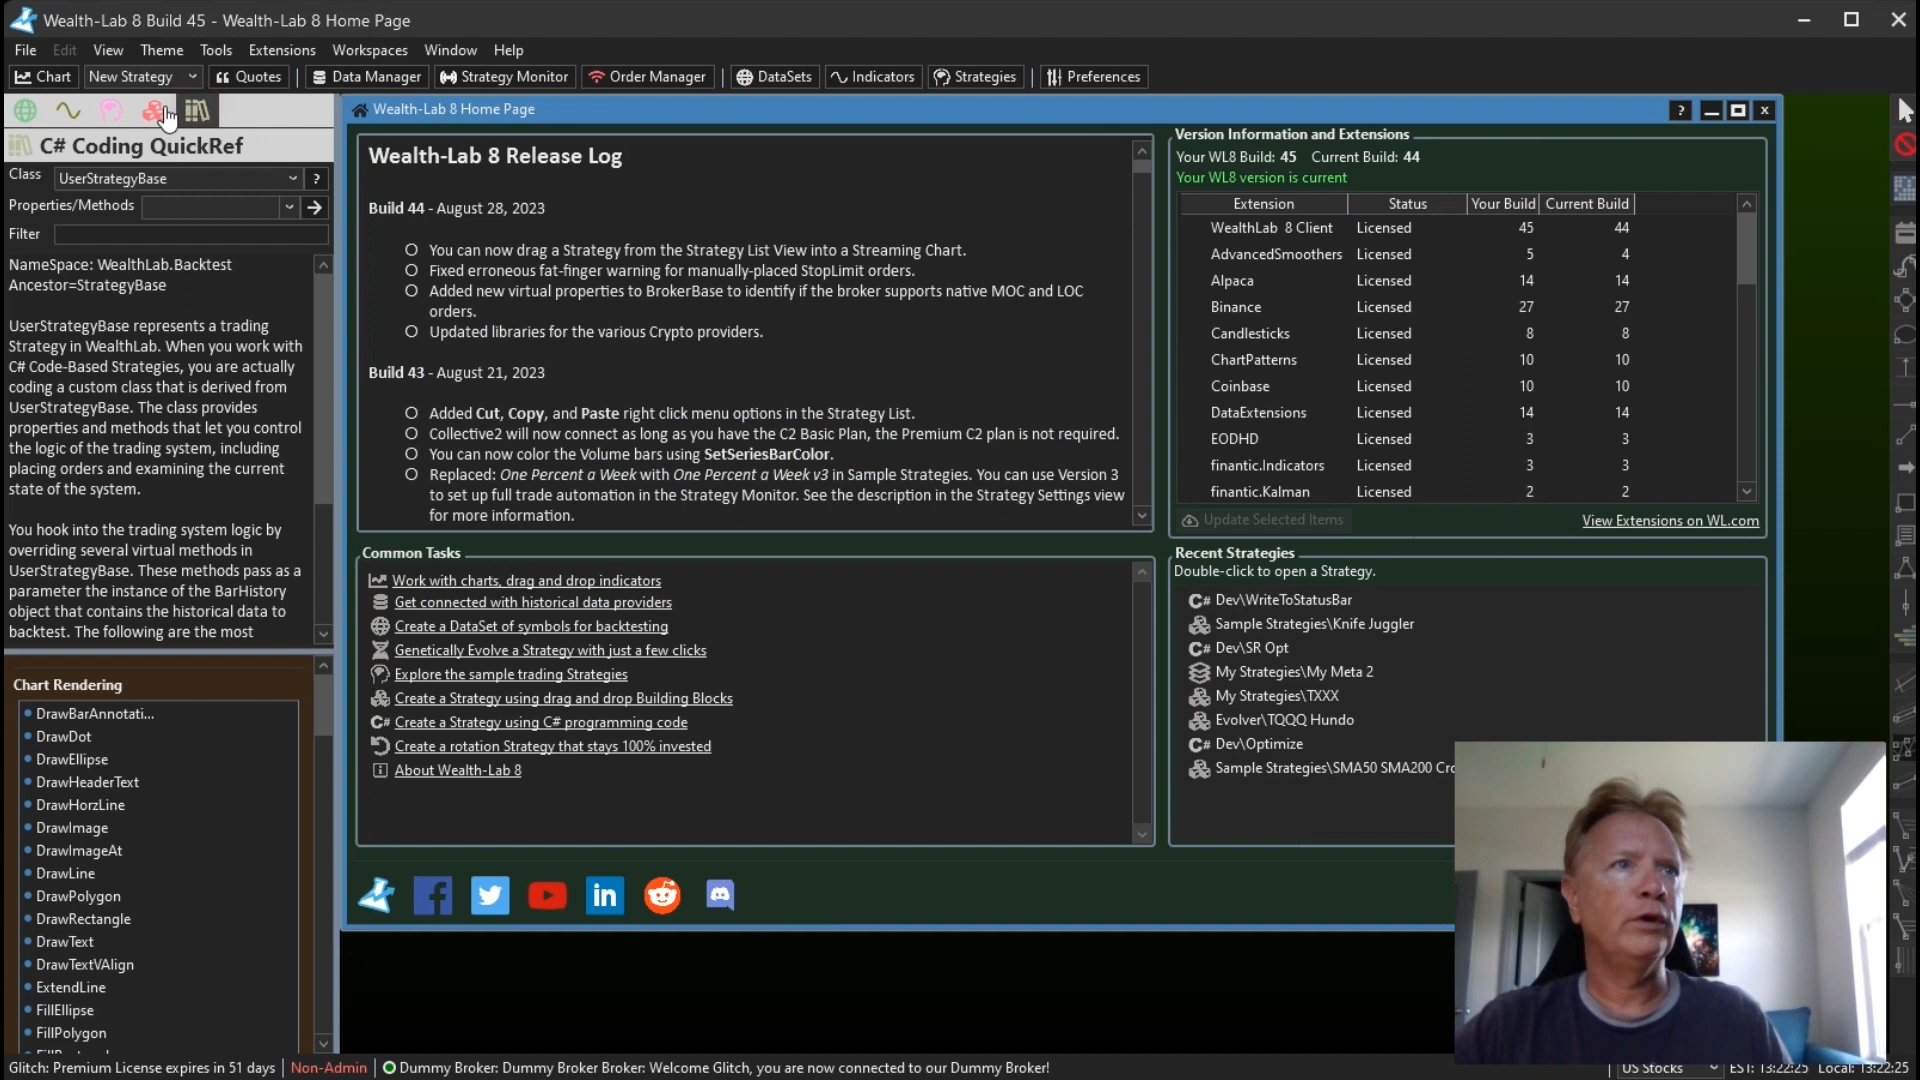 Wealth-Lab 8 Build 45 - Wealth-Lab 8 Home Page
File Edit View Theme Tools Extensions Workspaces Window Help
Chart New Strategy Quotes Data Manager Strategy Monitor Order Manager DataSets Indicators Strategies Preferences
C# Coding QuickRef
Class UserStrategyBase ?
Properties/Methods
Filter
NameSpace: WealthLab.Backtest
Ancestor=StrategyBase
UserStrategyBase represents a trading
Strategy in WealthLab. When you work with
C# Code-Based Strategies, you are actually
coding a custom class that is derived from
UserStrategyBase. The class provides
properties and methods that let you control
the logic of the trading system, including
placing orders and examining the current
state of the system.
You hook into the trading system logic by
overriding several virtual methods in
UserStrategyBase. These methods pass as a
parameter the instance of the BarHistory
object that contains the historical data to
backtest. The following are the most
Chart Rendering
DrawBarAnnotati...
DrawDot
DrawEllipse
DrawHeaderText
DrawHorzLine
DrawImage
DrawImageAt
DrawLine
DrawPolygon
DrawRectangle
DrawText
DrawTextVAlign
ExtendLine
FillEllipse
FillPolygon
Wealth-Lab 8 Home Page
? x
Wealth-Lab 8 Release Log
Build 44 - August 28, 2023
You can now drag a Strategy from the Strategy List View into a Streaming Chart.
Fixed erroneous fat-finger warning for manually-placed StopLimit orders.
Added new virtual properties to BrokerBase to identify if the broker supports native MOC and LOC
orders.
Updated libraries for the various Crypto providers.
Build 43 - August 21, 2023
Added Cut, Copy, and Paste right click menu options in the Strategy List.
Collective2 will now connect as long as you have the C2 Basic Plan, the Premium C2 plan is not required.
You can now color the Volume bars using SetSeriesBarColor.
Replaced: One Percent a Week with One Percent a Week v3 in Sample Strategies. You can use Version 3
to set up full trade automation in the Strategy Monitor. See the description in the Strategy Settings view
for more information.
Version Information and Extensions
Your WL8 Build: 45 Current Build: 44
Your WL8 version is current
Extension Status Your Build Current Build
WealthLab 8 Client Licensed 45 44
AdvancedSmoothers Licensed 5 4
Alpaca Licensed 14 14
Binance Licensed 27 27
Candlesticks Licensed 8 8
ChartPatterns Licensed 10 10
Coinbase Licensed 10 10
DataExtensions Licensed 14 14
EODHD Licensed 3 3
finantic.Indicators Licensed 3 3
finantic.Kalman Licensed 2 2
Update Selected Items View Extensions on WL.com
Common Tasks
Work with charts, drag and drop indicators
Get connected with historical data providers
Create a DataSet of symbols for backtesting
Genetically Evolve a Strategy with just a few clicks
Explore the sample trading Strategies
Create a Strategy using drag and drop Building Blocks
C# Create a Strategy using C# programming code
Create a rotation Strategy that stays 100% invested
About Wealth-Lab 8
Recent Strategies
Double-click to open a Strategy.
C# Dev\WriteToStatusBar
Sample Strategies\Knife Juggler
C# Dev\SR Opt
My Strategies\My Meta 2
My Strategies\TXXX
Evolver\TQQQ Hundo
C# Dev\Optimize
Sample Strategies\SMA50 SMA200 Cro
in
Glitch: Premium License expires in 51 days Non-Admin Dummy Broker: Dummy Broker Broker: Welcome Glitch, you are now connected to our Dummy Broker! US Stocks EST: 13:22:25 Local: 13:22:25